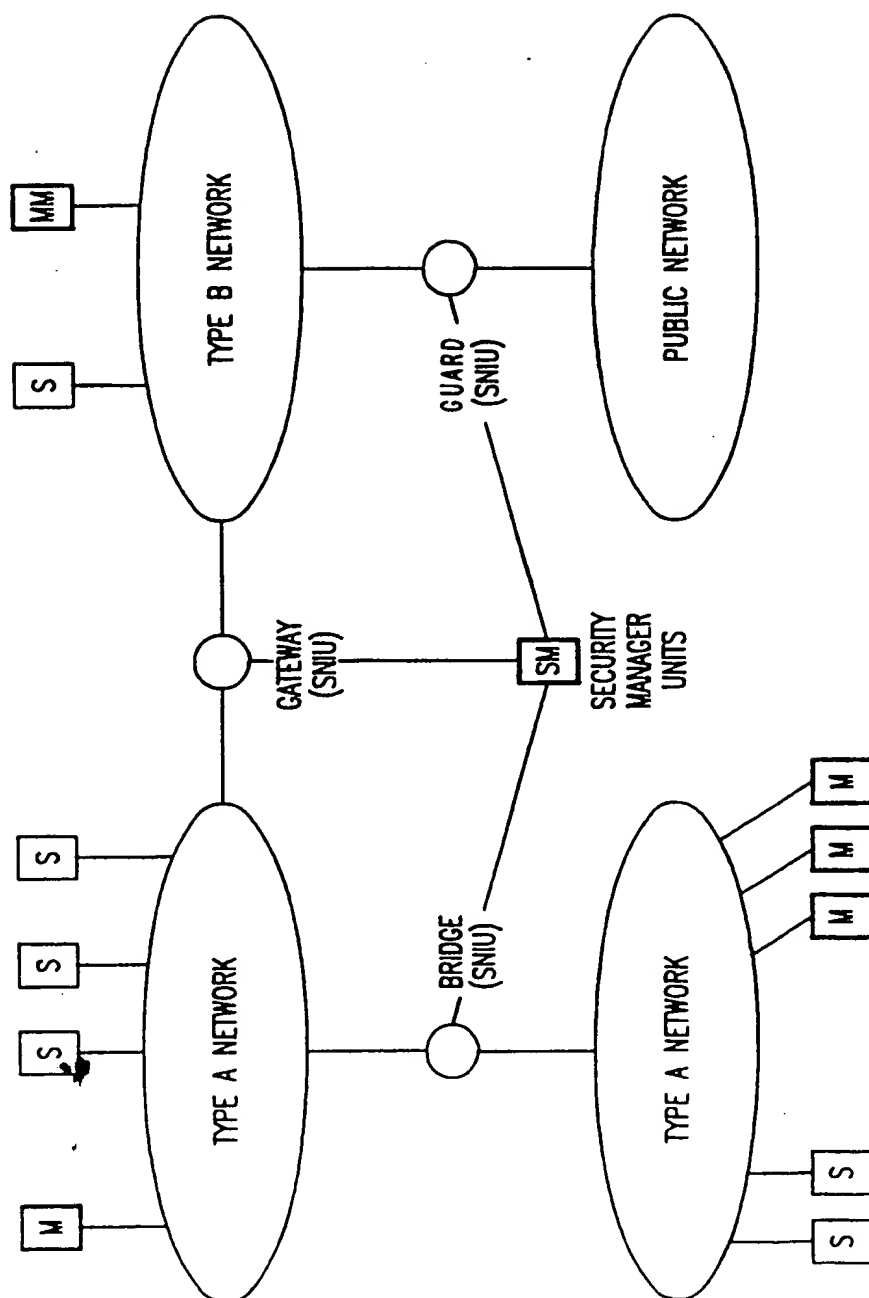 M
S
S
S
S
MM
TYPE A NETWORK
TYPE B NETWORK
GATEWAY
(SNIU)
BRIDGE
(SNIU)
GUARD
(SNIU)
SM
SECURITY
MANAGER
UNITS
TYPE A NETWORK
PUBLIC NETWORK
S
S
M
M
M